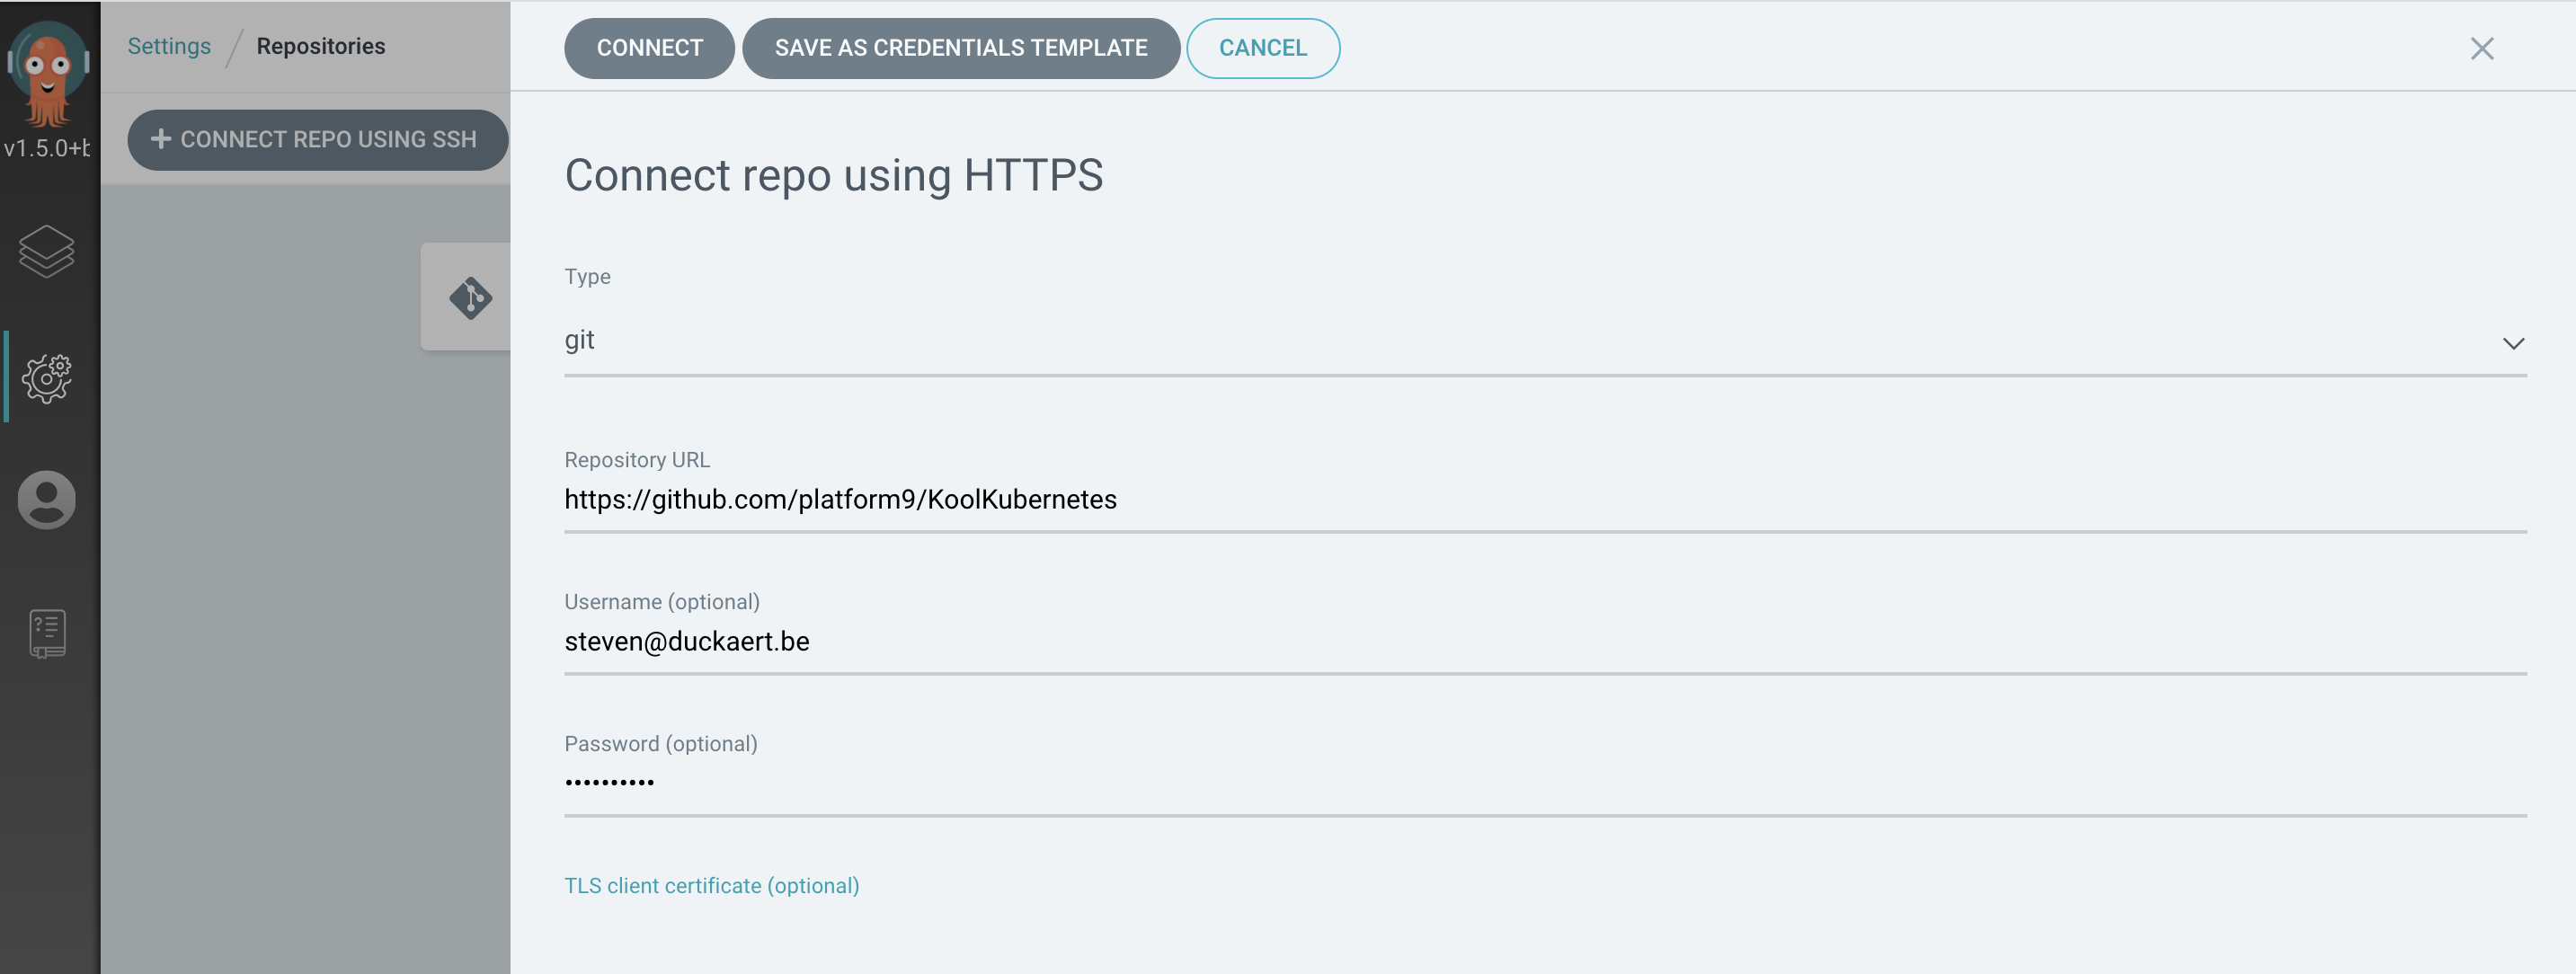 Settings / Repositories
CONNECT SAVE AS CREDENTIALS TEMPLATE CANCEL
v1.5.0+b
+ CONNECT REPO USING SSH
Connect repo using HTTPS
Type
git
Repository URL
https://github.com/platform9/KoolKubernetes
Username (optional)
steven@duckaert.be
Password (optional)
••••••••••
TLS client certificate (optional)